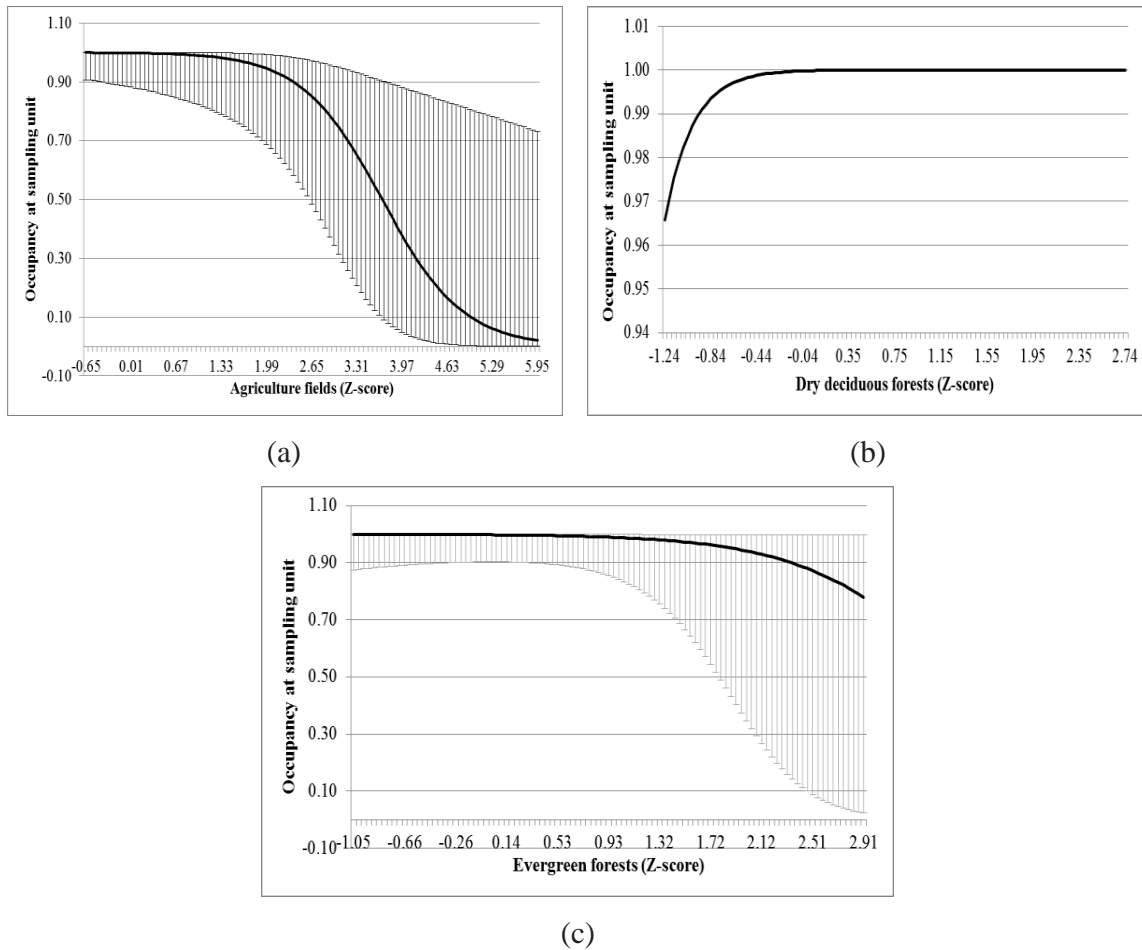 1.10
0.90
0.70
0.50
0.30
0.10
-0.10
Occupancy at sampling unit
-0.65 0.01 0.67 1.33 1.99 2.65 3.31 3.97 4.63 5.29 5.95
Agriculture fields (Z-score)
(a)
1.01
1.00
0.99
0.98
0.97
0.96
0.95
0.94
Occupancy at sampling unit
-1.24 -0.84 -0.44 -0.04 0.35 0.75 1.15 1.55 1.95 2.35 2.74
Dry deciduous forests (Z-score)
(b)
1.10
0.90
0.70
0.50
0.30
0.10
-0.10
Occupancy at sampling unit
-1.05 -0.66 -0.26 0.14 0.53 0.93 1.32 1.72 2.12 2.51 2.91
Evergreen forests (Z-score)
(c)